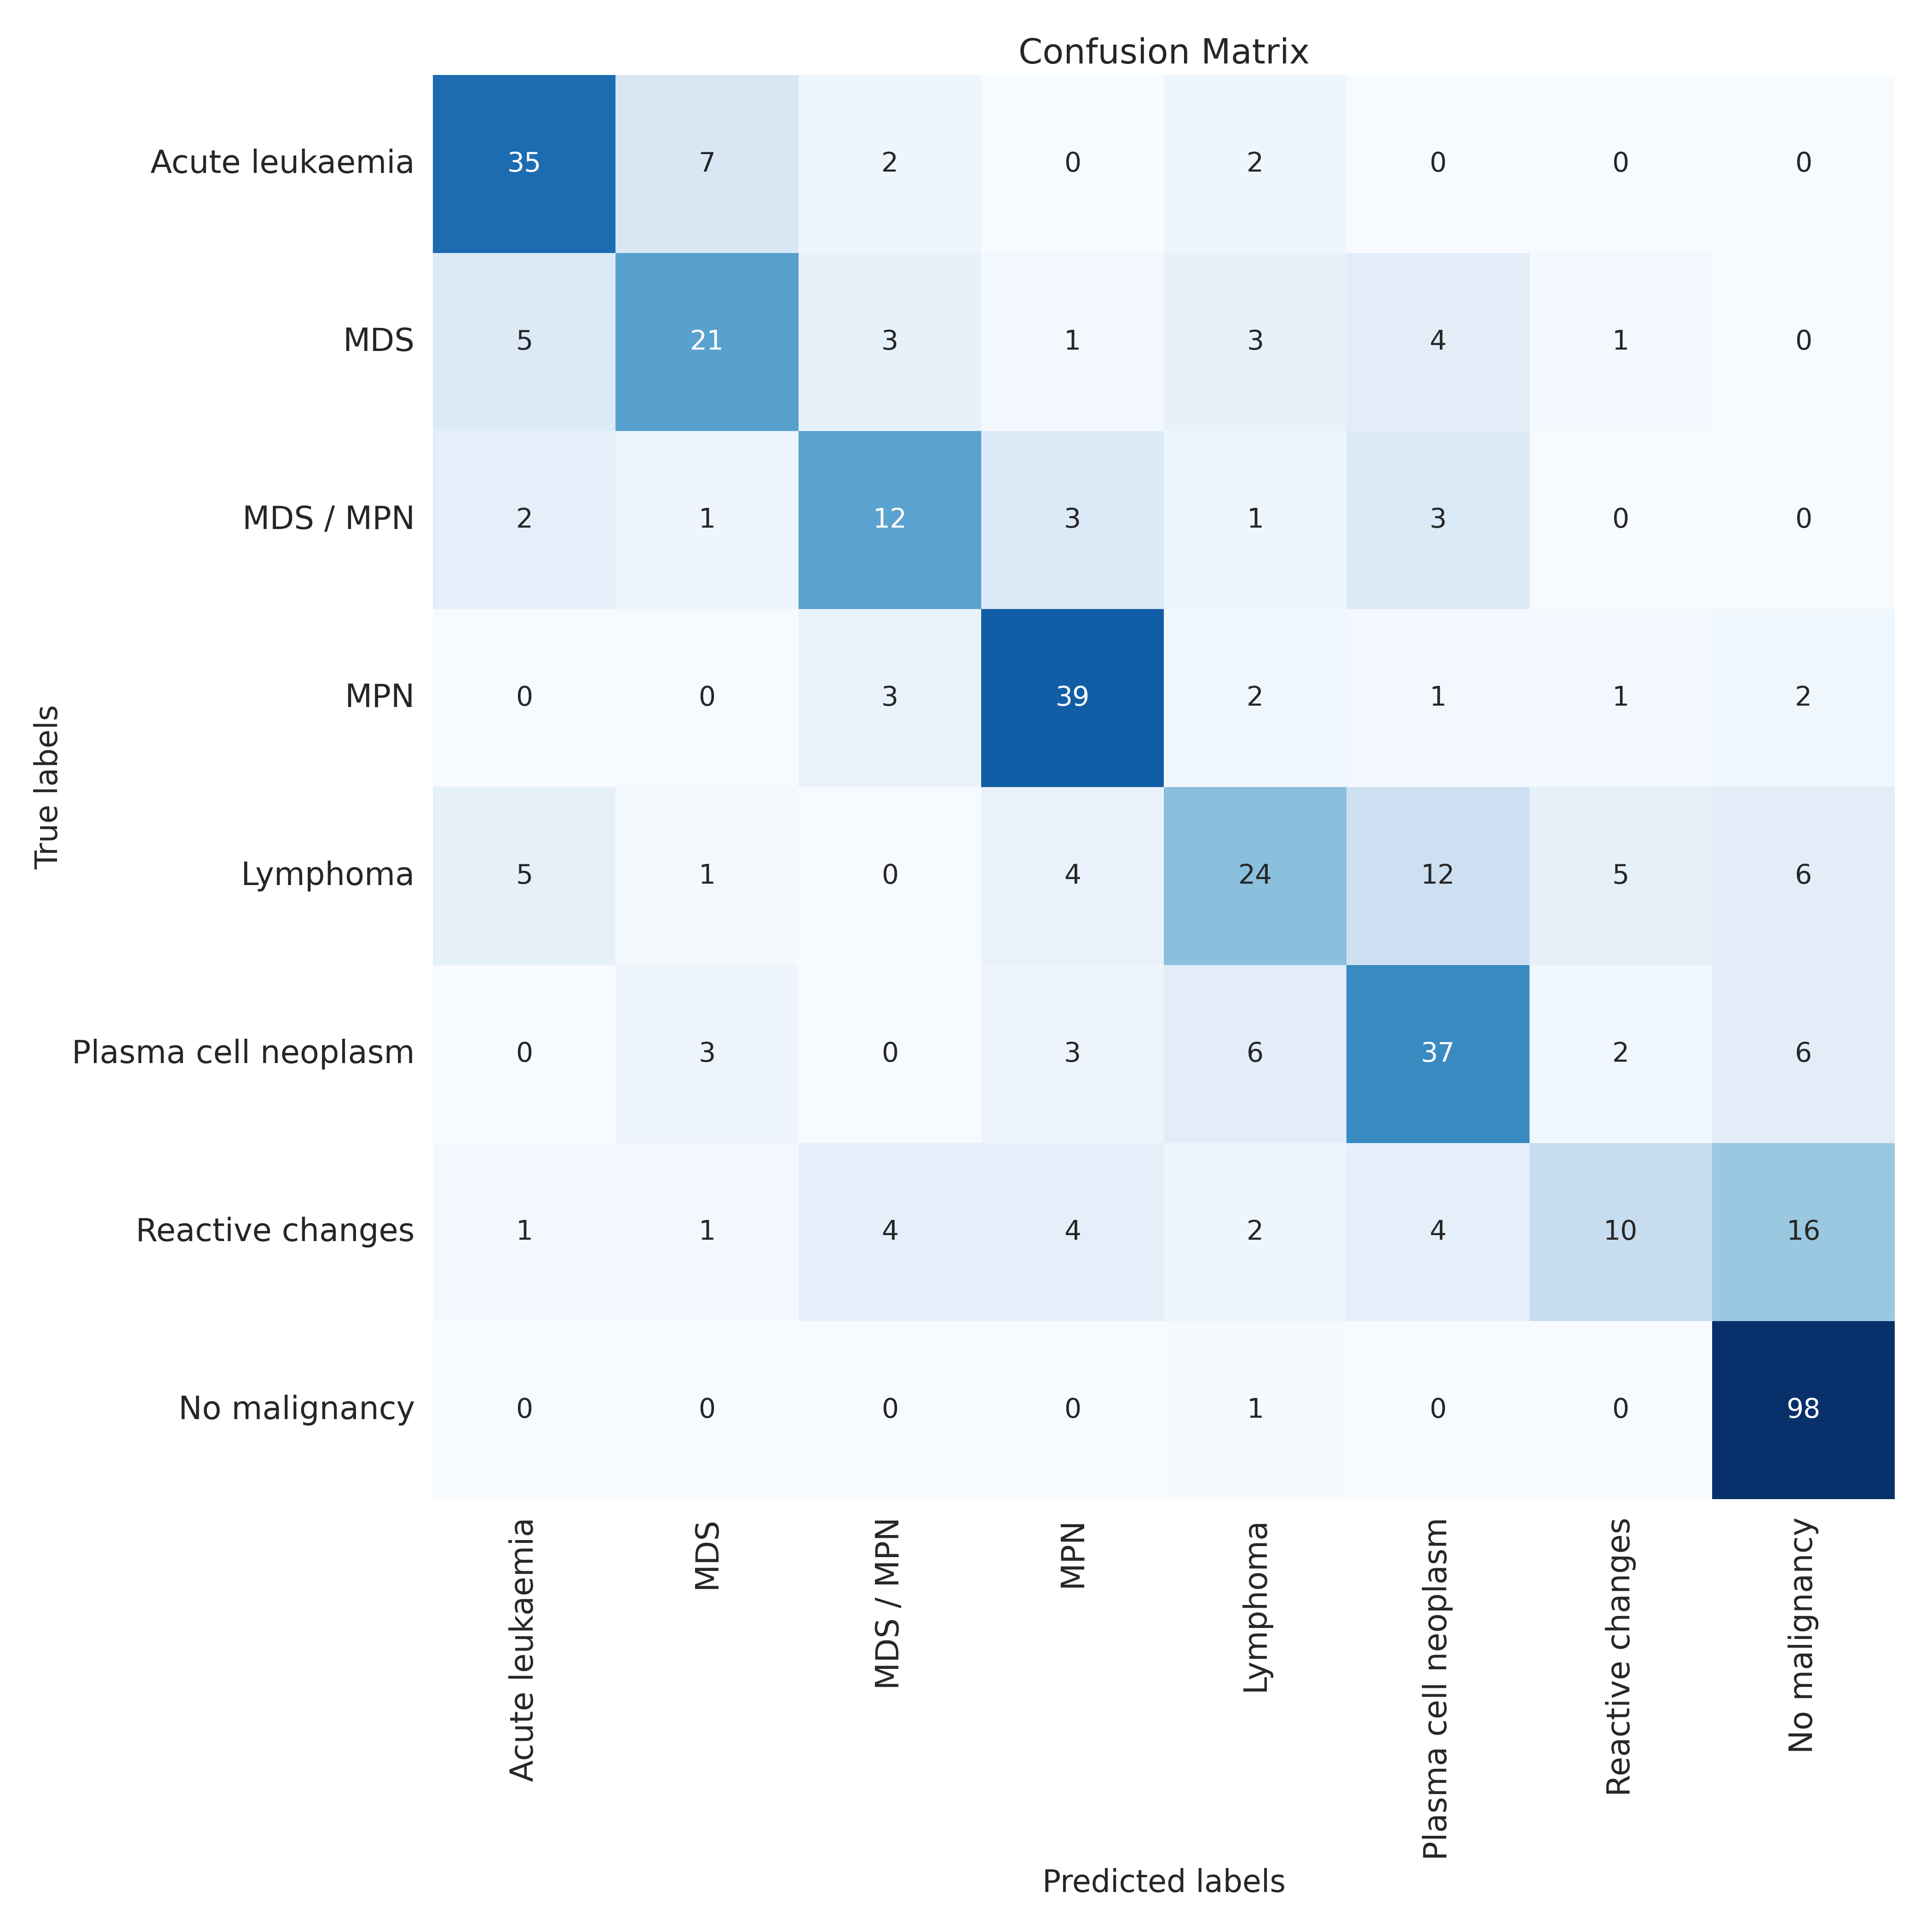 Confusion Matrix
Acute leukaemia 35 7 2 0 2 0 0 0
MDS 5 21 3 1 3 4 1 0
MDS / MPN 2 1 12 3 1 3 0 0
MPN 0 0 3 39 2 1 1 2
Lymphoma 5 1 0 4 24 12 5 6
Plasma cell neoplasm 0 3 0 3 6 37 2 6
Reactive changes 1 1 4 4 2 4 10 16
No malignancy 0 0 0 0 1 0 0 98
True labels
Acute leukaemia
MDS
MDS / MPN
MPN
Lymphoma
Plasma cell neoplasm
Reactive changes
No malignancy
Predicted labels